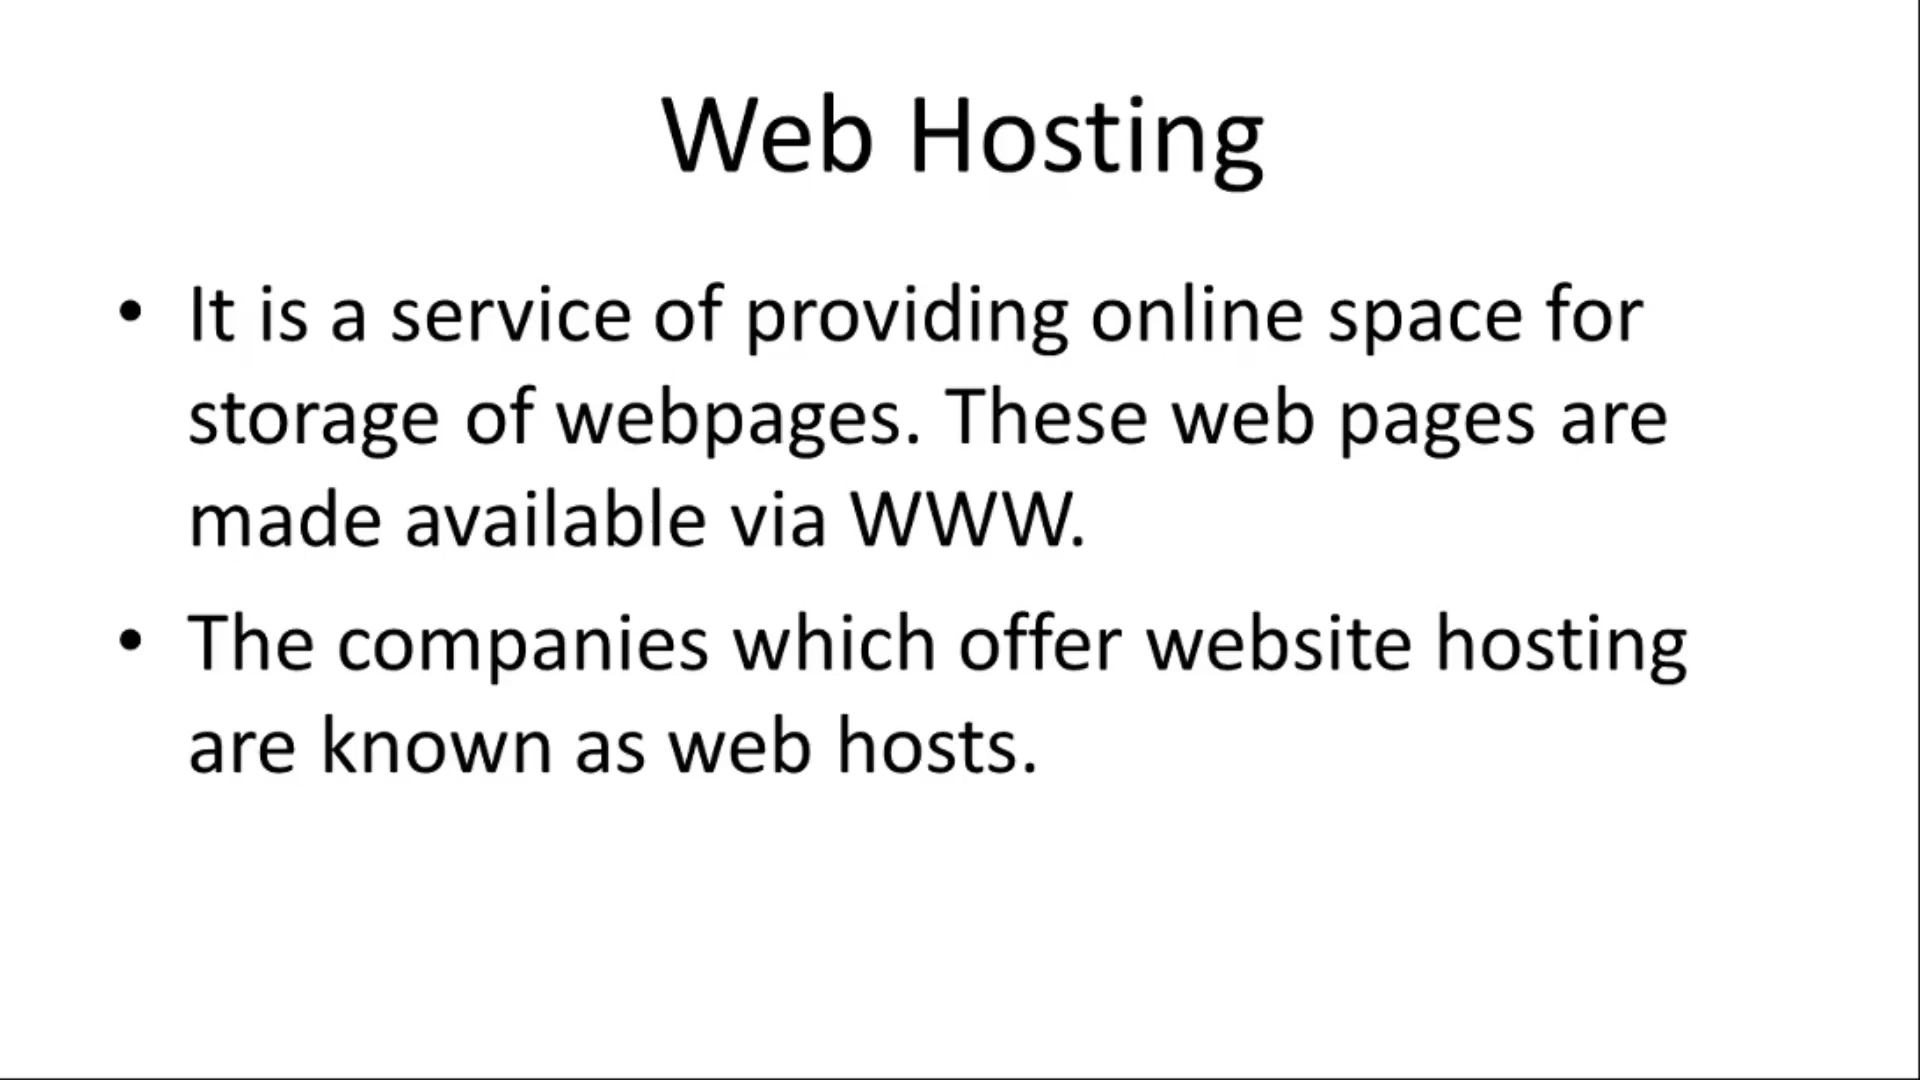 Web Hosting
• It is a service of providing online space for
storage of webpages. These web pages are
made available via WWW.
• The companies which offer website hosting
are known as web hosts.